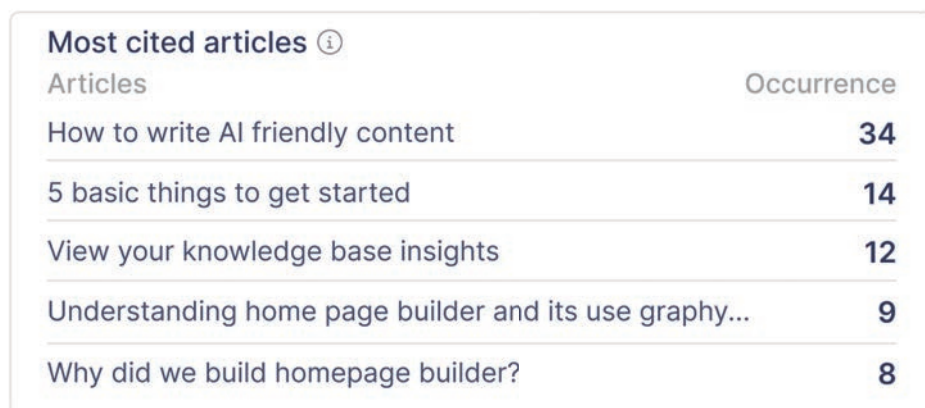 Most cited articles
Articles Occurrence
How to write AI friendly content 34
5 basic things to get started 14
View your knowledge base insights 12
Understanding home page builder and its use graphy... 9
Why did we build homepage builder? 8